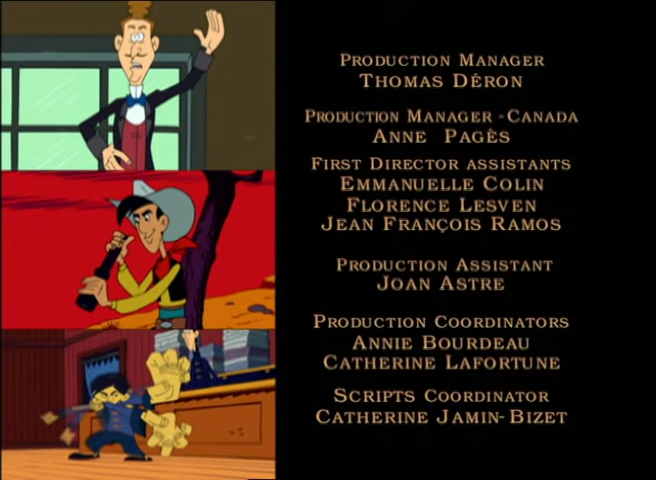 Production Manager
Thomas Déron
Production Manager - Canada
Anne Pagès
First Director assistants
Emmanuelle Colin
Florence Lesven
Jean François Ramos
Production Assistant
Joan Astre
Production Coordinators
Annie Bourdeau
Catherine Lafortune
Scripts Coordinator
Catherine Jamin-Bizet